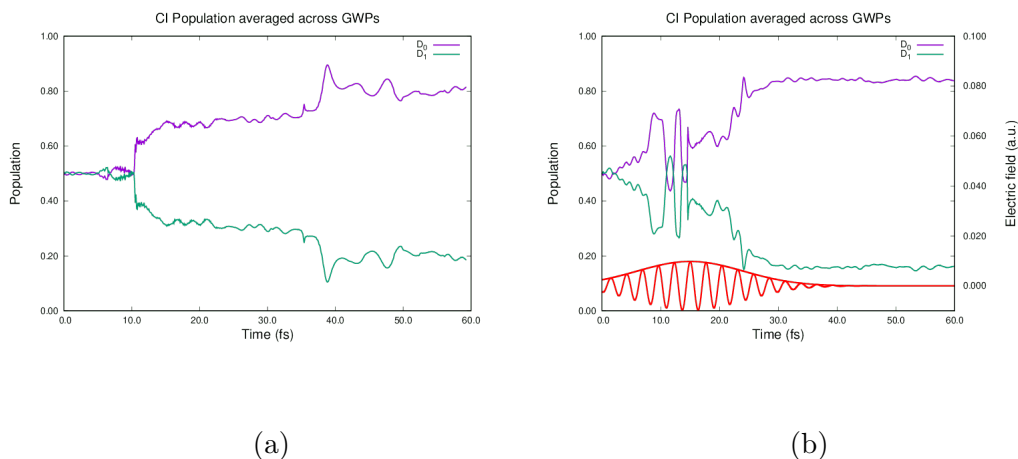 CI Population averaged across GWPs
1.00
0.80
0.60
0.40
0.20
0.00
Population
D0
D1
0.0 10.0 20.0 30.0 40.0 50.0 60.0
Time (fs)
(a)
CI Population averaged across GWPs
1.00
0.80
0.60
0.40
0.20
0.00
Population
D0
D1
0.100
0.080
0.060
0.040
0.020
0.000
Electric field (a.u.)
0.0 10.0 20.0 30.0 40.0 50.0 60.0
Time (fs)
(b)